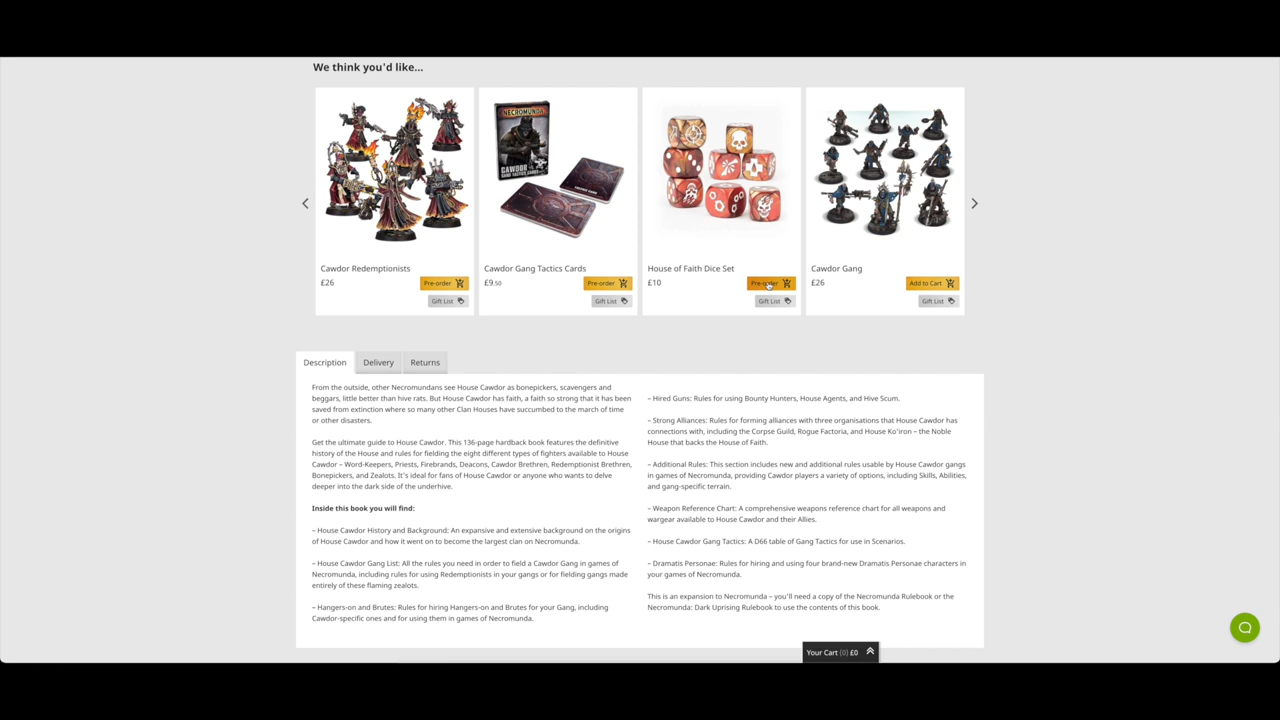 We think you'd like...
NECROMUNDA
CAWDOR
GANG TACTICS CARDS
Cawdor Redemptionists
£26
Pre-order
Gift List
Cawdor Gang Tactics Cards
£9.50
Pre-order
Gift List
House of Faith Dice Set
£10
Pre-order
Gift List
Cawdor Gang
£26
Add to Cart
Gift List
Description
Delivery
Returns
From the outside, other Necromundans see House Cawdor as bonepickers, scavengers and
beggars, little better than hive rats. But House Cawdor has faith, a faith so strong that it has been
saved from extinction where so many other Clan Houses have succumbed to the march of time
or other disasters.
Get the ultimate guide to House Cawdor. This 136-page hardback book features the definitive
history of the House and rules for fielding the eight different types of fighters available to House
Cawdor – Word-Keepers, Priests, Firebrands, Deacons, Cawdor Brethren, Redemptionist Brethren,
Bonepickers, and Zealots. It's ideal for fans of House Cawdor or anyone who wants to delve
deeper into the dark side of the underhive.
Inside this book you will find:
– House Cawdor History and Background: An expansive and extensive background on the origins
of House Cawdor and how it went on to become the largest clan on Necromunda.
– House Cawdor Gang List: All the rules you need in order to field a Cawdor Gang in games of
Necromunda, including rules for using Redemptionists in your gangs or for fielding gangs made
entirely of these flaming zealots.
– Hangers-on and Brutes: Rules for hiring Hangers-on and Brutes for your Gang, including
Cawdor-specific ones and for using them in games of Necromunda.
– Hired Guns: Rules for using Bounty Hunters, House Agents, and Hive Scum.
– Strong Alliances: Rules for forming alliances with three organisations that House Cawdor has
connections with, including the Corpse Guild, Rogue Factoria, and House Ko'iron – the Noble
House that backs the House of Faith.
– Additional Rules: This section includes new and additional rules usable by House Cawdor gangs
in games of Necromunda, providing Cawdor players a variety of options, including Skills, Abilities,
and gang-specific terrain.
– Weapon Reference Chart: A comprehensive weapons reference chart for all weapons and
wargear available to House Cawdor and their Allies.
– House Cawdor Gang Tactics: A D66 table of Gang Tactics for use in Scenarios.
– Dramatis Personae: Rules for hiring and using four brand-new Dramatis Personae characters in
your games of Necromunda.
This is an expansion to Necromunda – you'll need a copy of the Necromunda Rulebook or the
Necromunda: Dark Uprising Rulebook to use the contents of this book.
Your Cart (0) £0